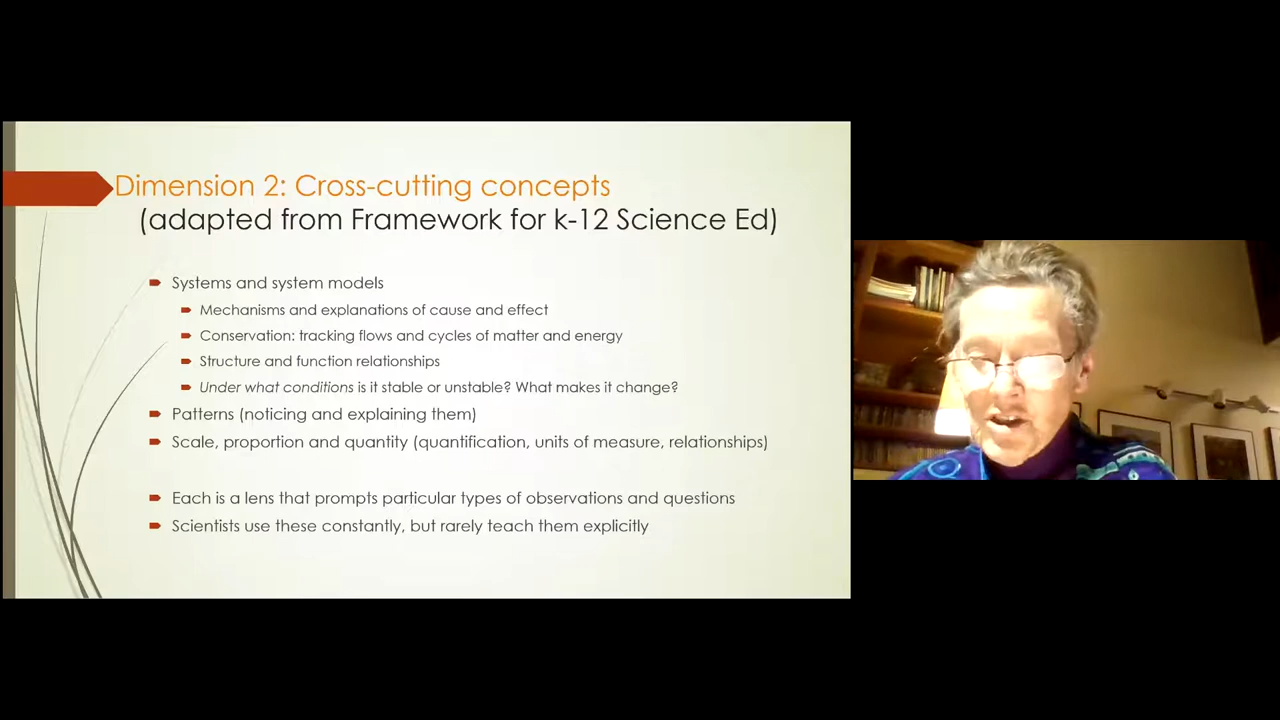 Dimension 2: Cross-cutting concepts
(adapted from Framework for k-12 Science Ed)
Systems and system models
Mechanisms and explanations of cause and effect
Conservation: tracking flows and cycles of matter and energy
Structure and function relationships
Under what conditions is it stable or unstable? What makes it change?
Patterns (noticing and explaining them)
Scale, proportion and quantity (quantification, units of measure, relationships)
Each is a lens that prompts particular types of observations and questions
Scientists use these constantly, but rarely teach them explicitly